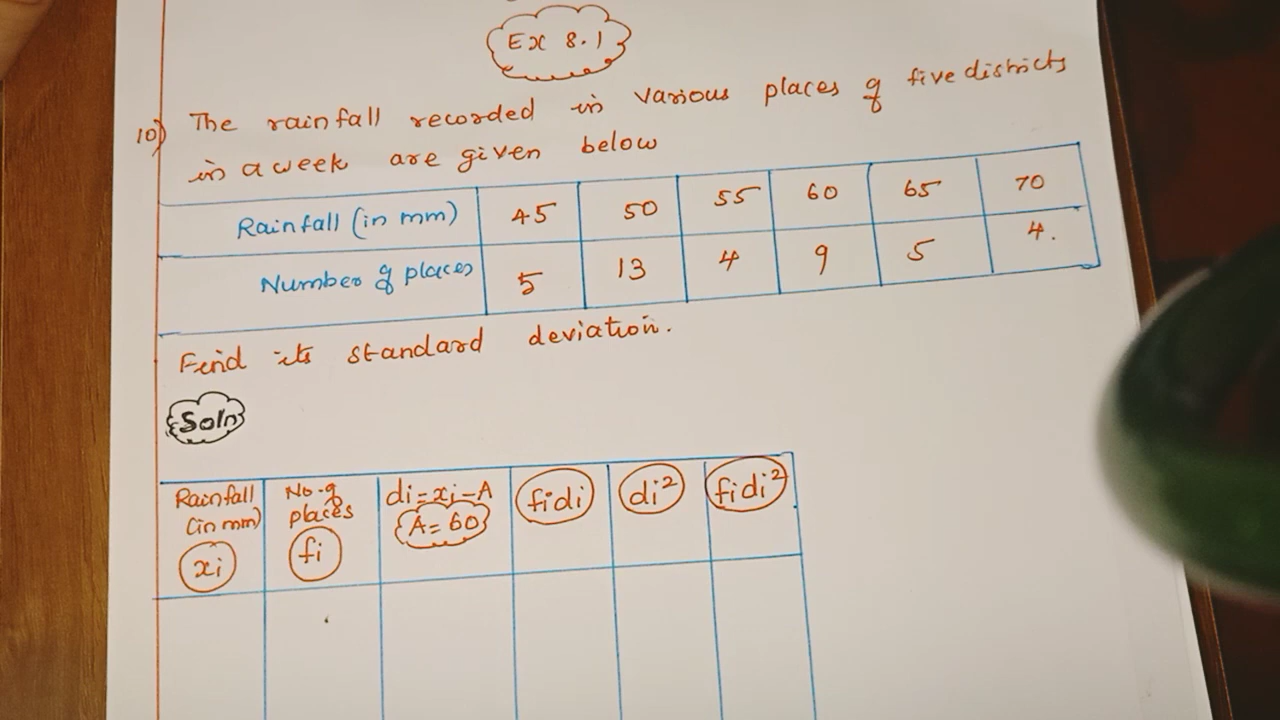 Ex 8.1
10) The rainfall recorded in various places of five districts
in a week are given below
Rainfall (in mm) 45 50 55 60 65 70
Number of places 5 13 4 9 5 4.
Find its standard deviation.
Soln
Rainfall (in mm) xi
No. of places fi
di = xi - A A = 60
fidi
di²
fidi²